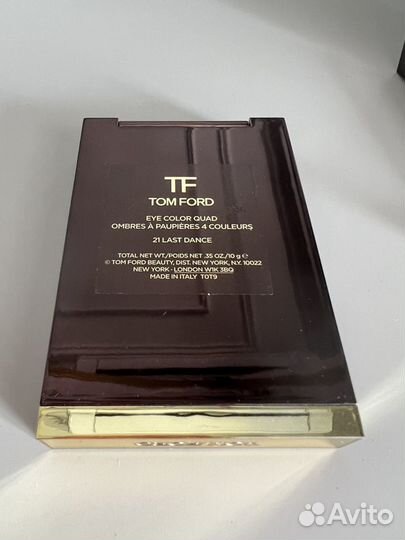 TF
TOM FORD
EYE COLOR QUAD
OMBRES À PAUPIÈRES 4 COULEURS
21 LAST DANCE
TOTAL NET WT./POIDS NET .35 OZ./10 g ℮
© TOM FORD BEAUTY, DIST. NEW YORK, N.Y. 10022
NEW YORK · LONDON W1K 3BQ
MADE IN ITALY T0T9
Avito